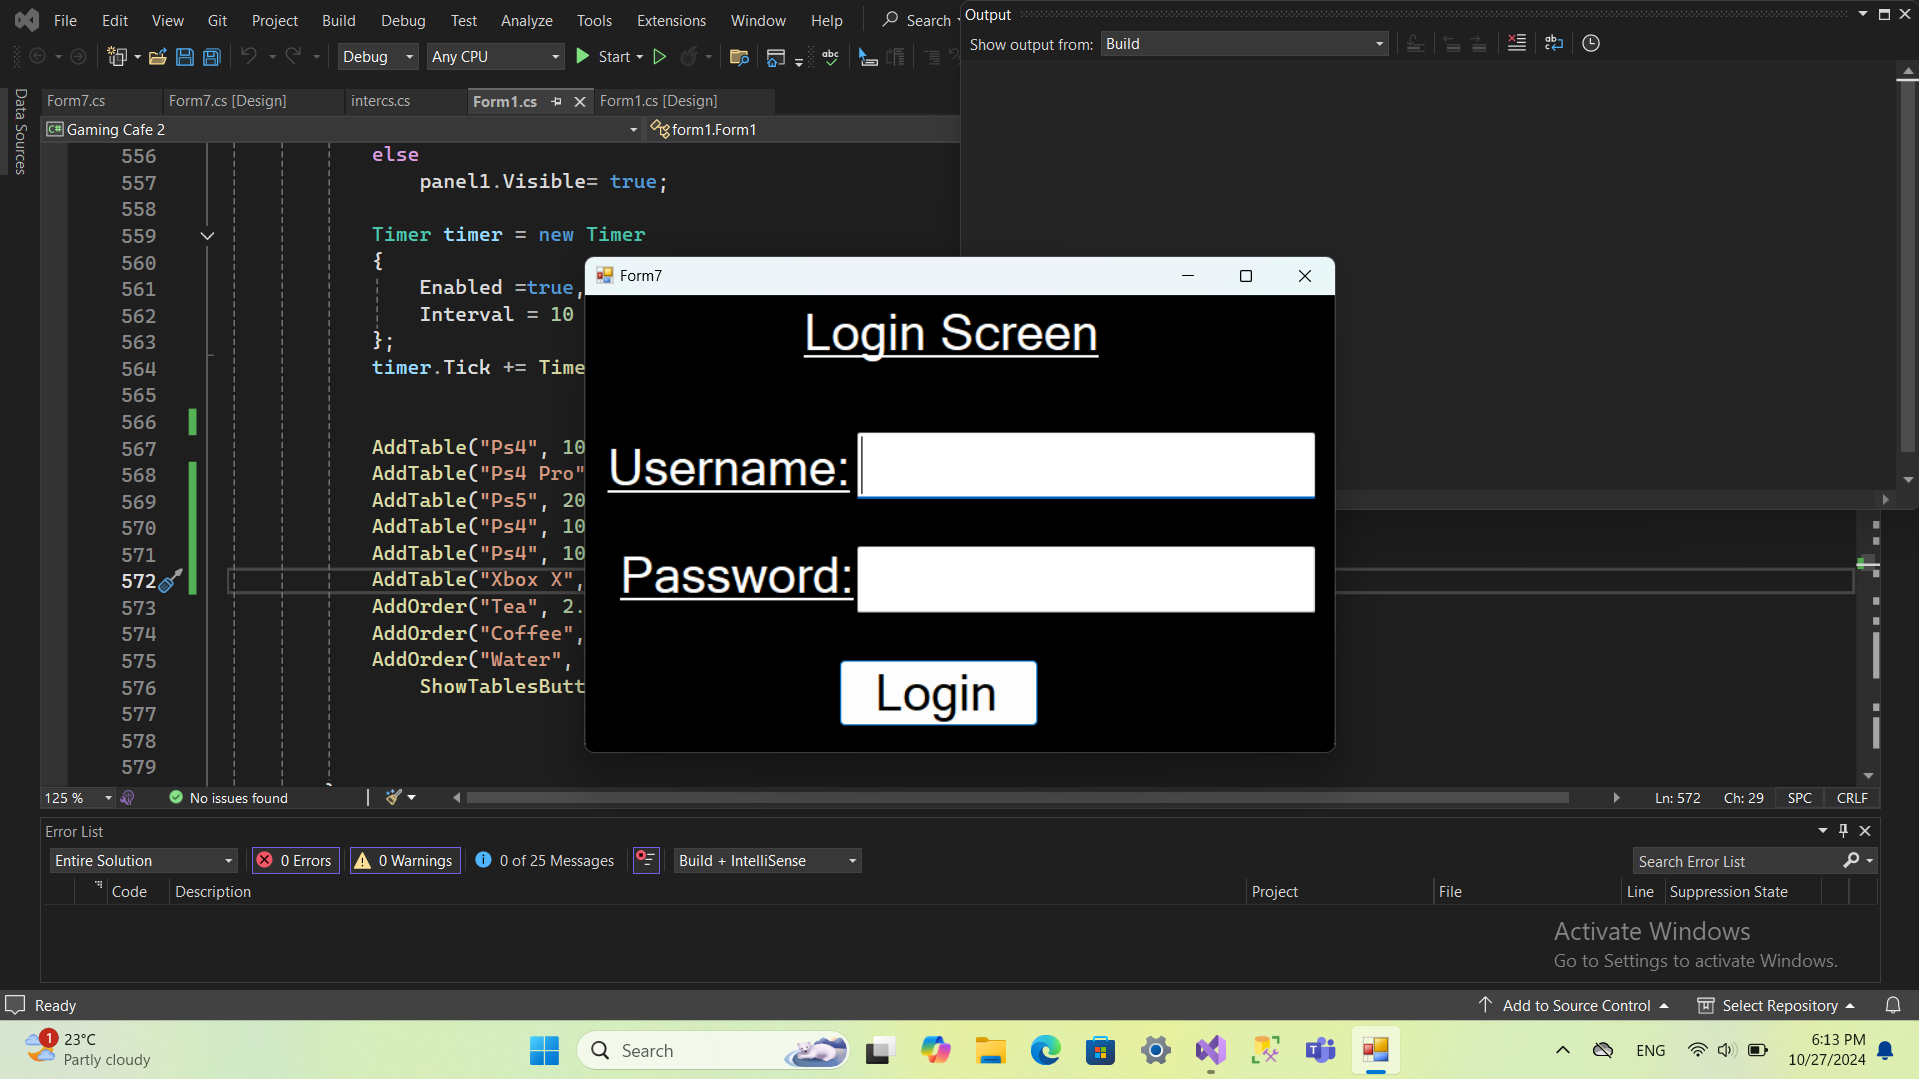 File Edit View Git Project Build Debug Test Analyze Tools Extensions Window Help Search
Output
Show output from: Build
Debug Any CPU Start
Data Sources
Form7.cs Form7.cs [Design] intercs.cs Form1.cs Form1.cs [Design]
Gaming Cafe 2 form1.Form1
556 else
557 panel1.Visible= true;
558
559 Timer timer = new Timer
560 {
561 Enabled =true,
562 Interval = 10
563 };
564 timer.Tick += Time
565
566
567 AddTable("Ps4", 10
568 AddTable("Ps4 Pro"
569 AddTable("Ps5", 20
570 AddTable("Ps4", 10
571 AddTable("Ps4", 10
572 AddTable("Xbox X",
573 AddOrder("Tea", 2.
574 AddOrder("Coffee",
575 AddOrder("Water",
576 ShowTablesButt
577
578
579
Form7
Login Screen
Username:
Password:
Login
125 % No issues found Ln: 572 Ch: 29 SPC CRLF
Error List
Entire Solution 0 Errors 0 Warnings 0 of 25 Messages Build + IntelliSense Search Error List
Code Description Project File Line Suppression State
Activate Windows
Go to Settings to activate Windows.
Ready Add to Source Control Select Repository
1 23°C
Partly cloudy
Search
ENG
6:13 PM
10/27/2024